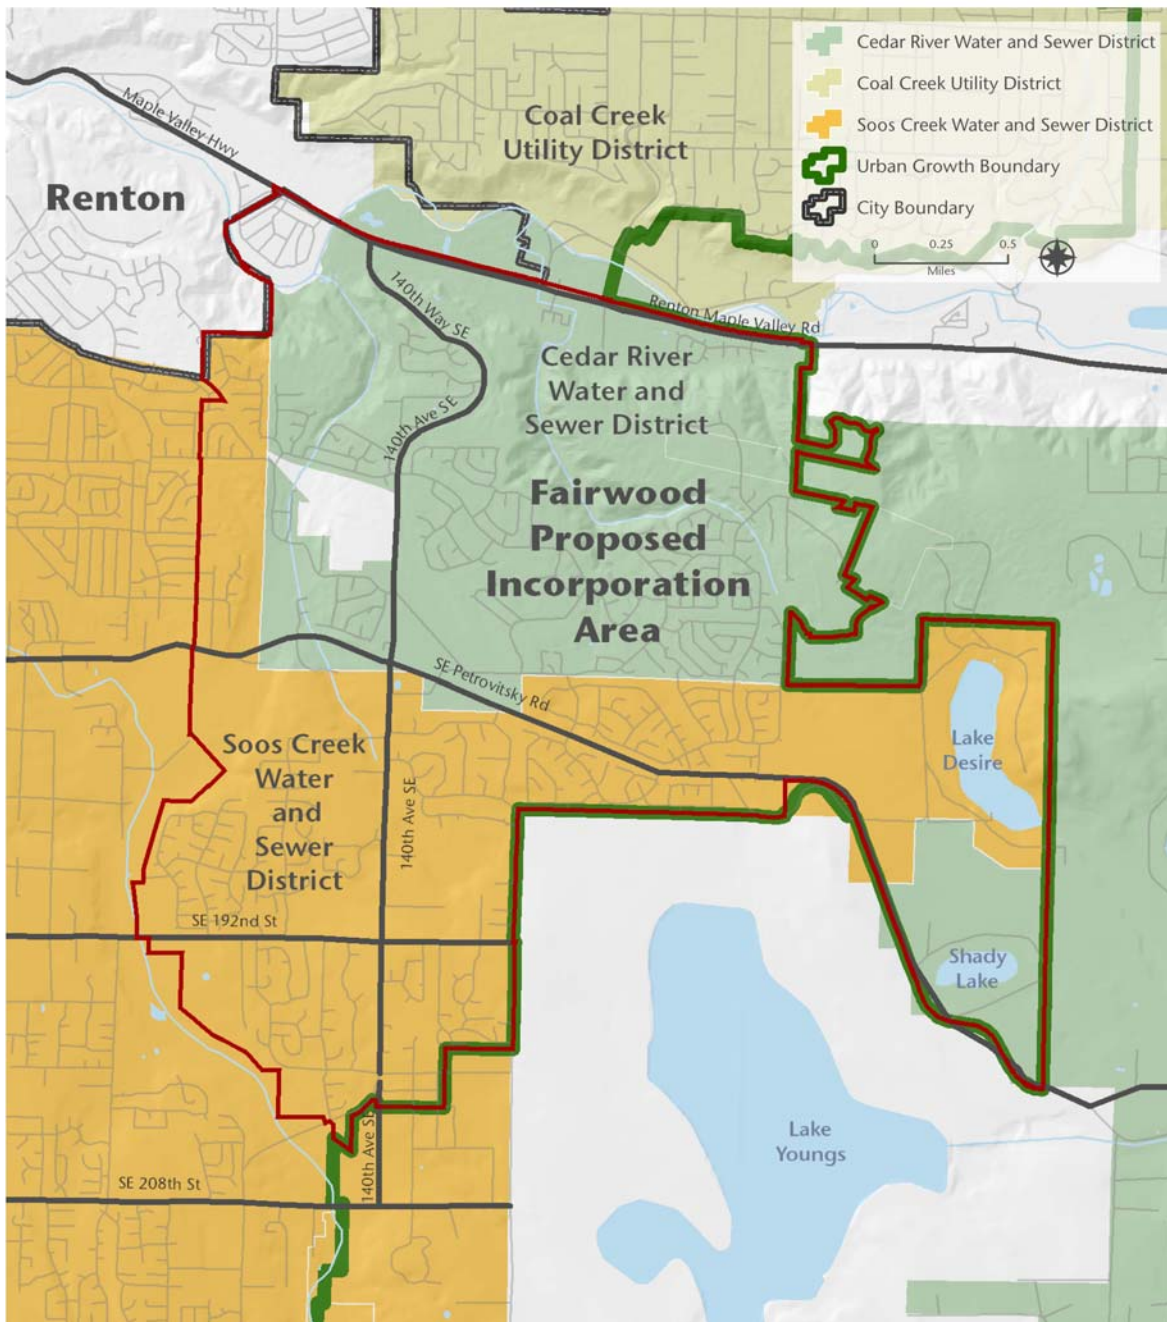 Cedar River Water and Sewer District
Coal Creek Utility District
Soos Creek Water and Sewer District
Urban Growth Boundary
City Boundary
0 0.25 0.5
Miles
Coal Creek
Utility District
Maple Valley Hwy
Renton
140th Way SE
Renton Maple Valley Rd
Cedar River
Water and
Sewer District
140th Ave SE
Fairwood
Proposed
Incorporation
Area
SE Petrovitsky Rd
Soos Creek
Water
and
Sewer
District
Lake
Desire
140th Ave SE
SE 192nd St
Shady
Lake
Lake
Youngs
140th Ave SE
SE 208th St